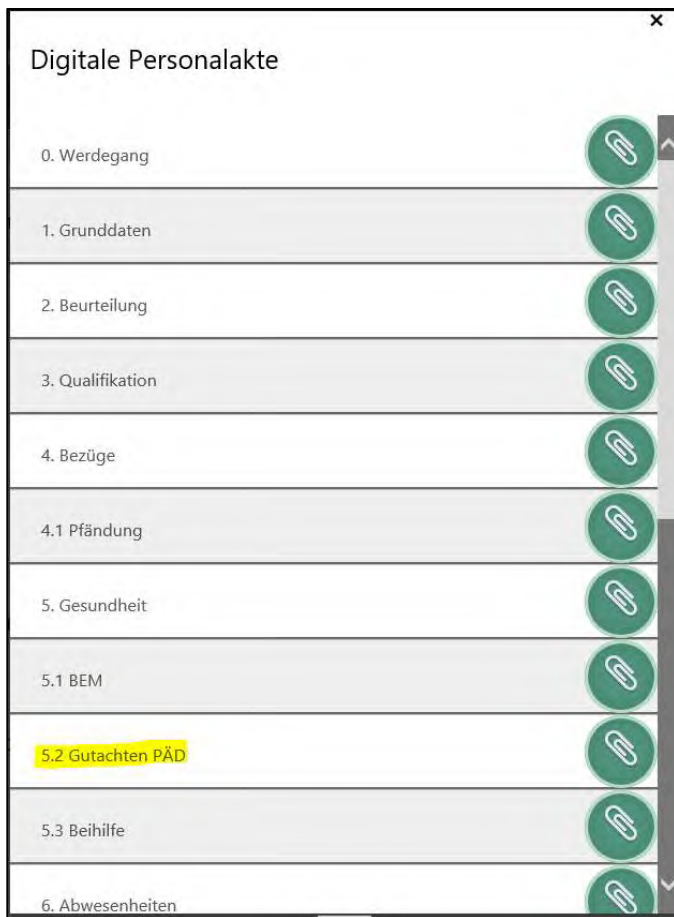 Digitale Personalakte
0. Werdegang
1. Grunddaten
2. Beurteilung
3. Qualifikation
4. Bezüge
4.1 Pfändung
5. Gesundheit
5.1 BEM
5.2 Gutachten PÄD
5.3 Beihilfe
6. Abwesenheiten